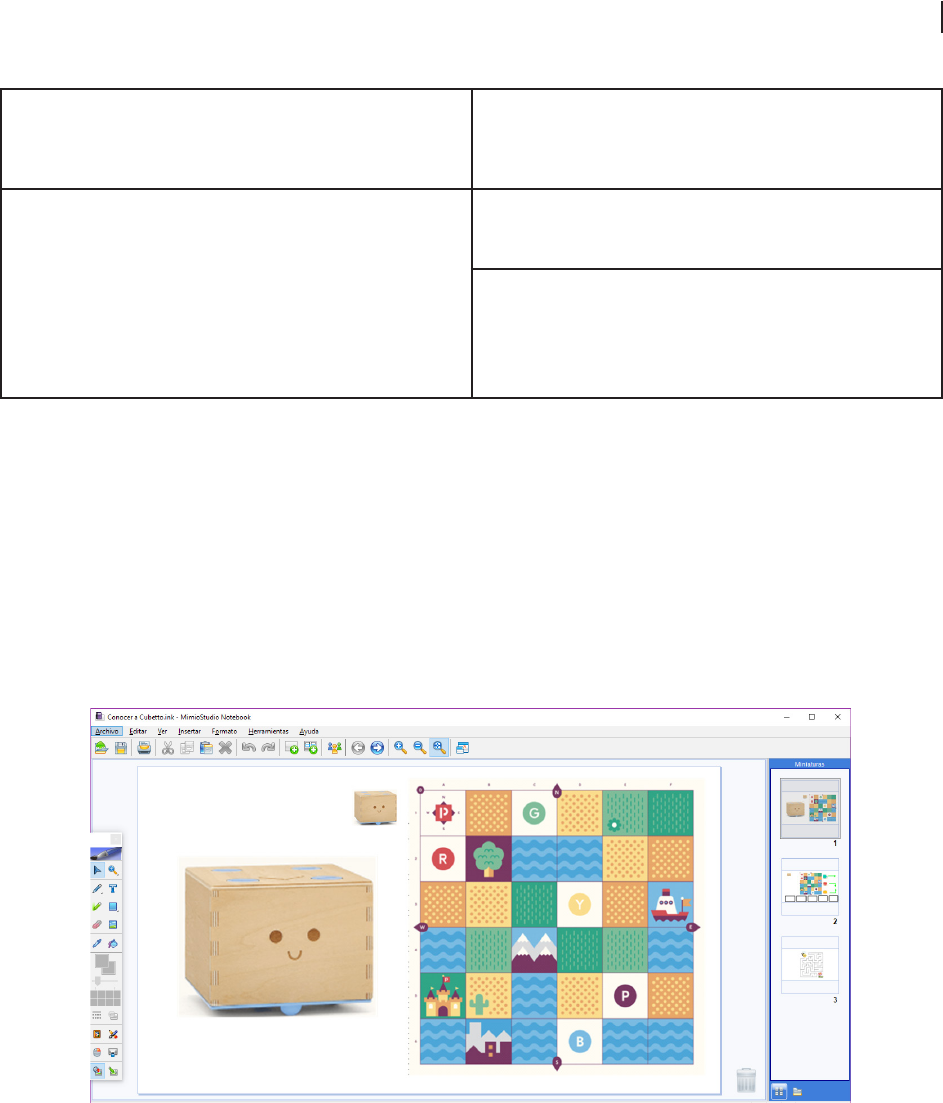 Conocer a Cubetto.ink - MimioStudio Notebook
Archivo Editar Ver Insertar Formato Herramientas Ayuda
Miniaturas
N
P
G
R
Y
W
E
P
B
S
1
2
3